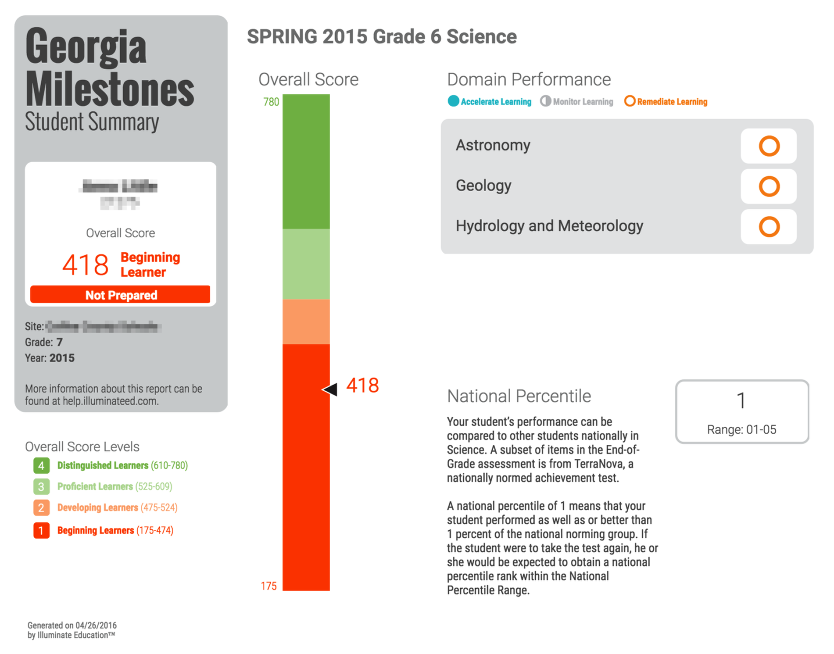 Georgia
Milestones
Student Summary
Overall Score
418 Beginning
Learner
Not Prepared
Site:
Grade: 7
Year: 2015
More information about this report can be
found at help.illuminateed.com.
Overall Score Levels
4 Distinguished Learners (610-780)
3 Proficient Learners (525-609)
2 Developing Learners (475-524)
1 Beginning Learners (175-474)
Generated on 04/26/2016
by Illuminate Education™
SPRING 2015 Grade 6 Science
Overall Score
780
418
175
Domain Performance
Accelerate Learning Monitor Learning Remediate Learning
Astronomy
Geology
Hydrology and Meteorology
National Percentile
Your student's performance can be
compared to other students nationally in
Science. A subset of items in the End-of-
Grade assessment is from TerraNova, a
nationally normed achievement test.
A national percentile of 1 means that your
student performed as well as or better than
1 percent of the national norming group. If
the student were to take the test again, he or
she would be expected to obtain a national
percentile rank within the National
Percentile Range.
1
Range: 01-05